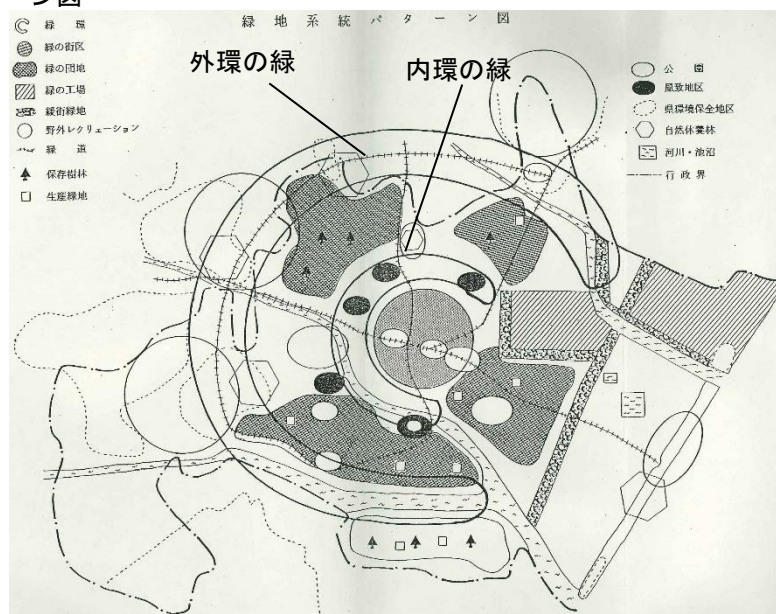 ン図
緑地系統パターン図
緑環
緑の街区
緑の団地
緑の工場
緩衝緑地
野外レクリューション
緑道
保存樹林
生産緑地
外環の緑
内環の緑
公園
風致地区
県環境保全地区
自然休養林
河川・池沼
行政界